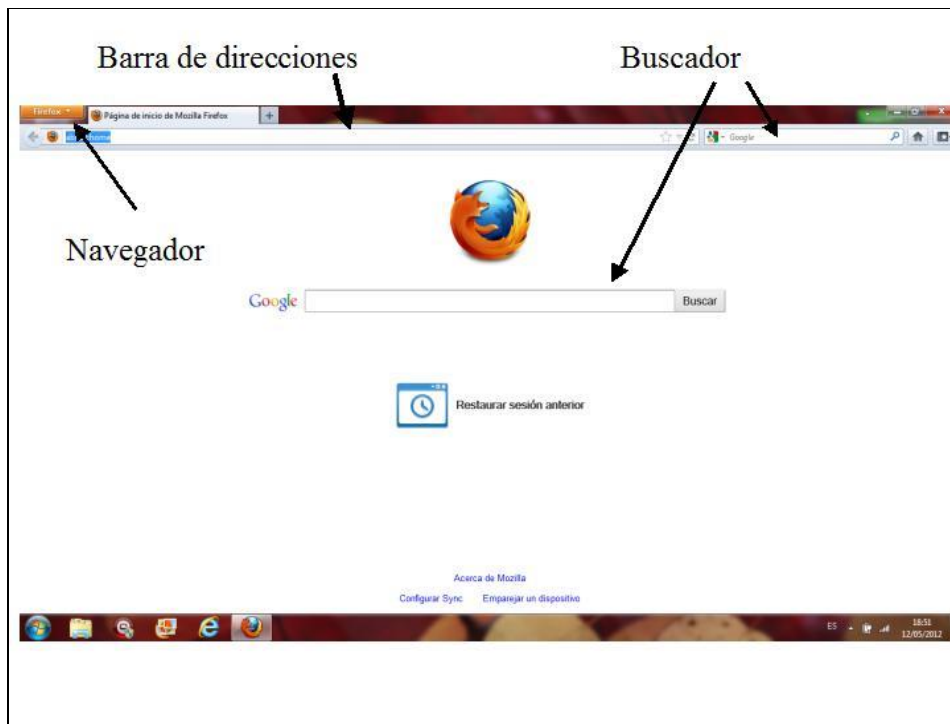 Barra de direcciones
Buscador
Firefox
Página de inicio de Mozilla Firefox
Google
Navegador
Google
Buscar
Restaurar sesión anterior
Acerca de Mozilla
Configurar Sync Emparejar un dispositivo
ES
18:51
12/05/2012